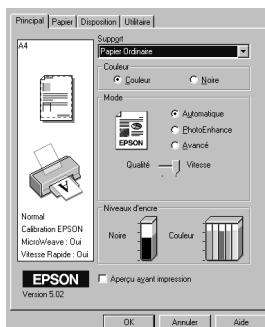 Principal Papier Disposition Utilitaire
A4
Support
Papier Ordinaire
Couleur
Couleur Noire
Mode
EPSON
Automatique
PhotoEnhance
Avancé
Qualité Vitesse
Normal
Calibration EPSON
MicroWeave : Oui
Vitesse Rapide : Oui
Niveaux d'encre
Noire Couleur
EPSON
Version 5.02
Aperçu avant impression
OK Annuler Aide